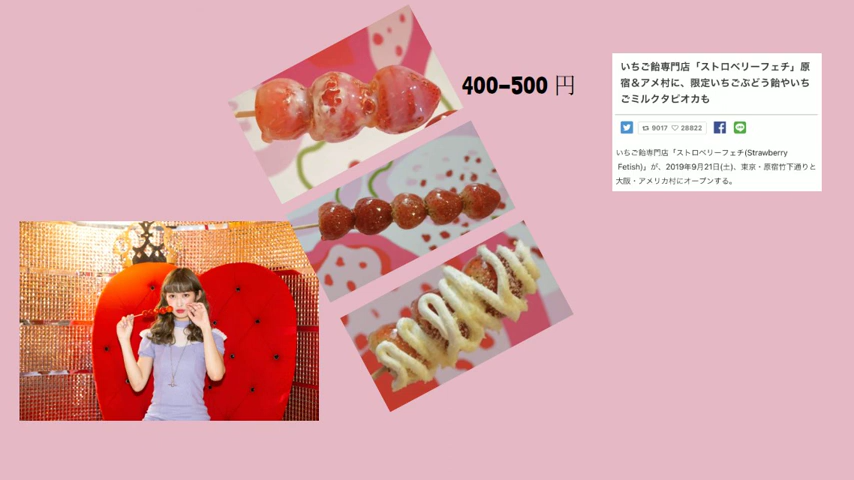 400-500 円
いちご飴専門店「ストロベリーフェチ」原
宿&アメ村に、限定いちごぶどう飴やいち
ごミルクタピオカも
9017 28822
いちご飴専門店「ストロベリーフェチ(Strawberry
Fetish)」が、2019年9月21日(土)、東京・原宿竹下通りと
大阪・アメリカ村にオープンする。